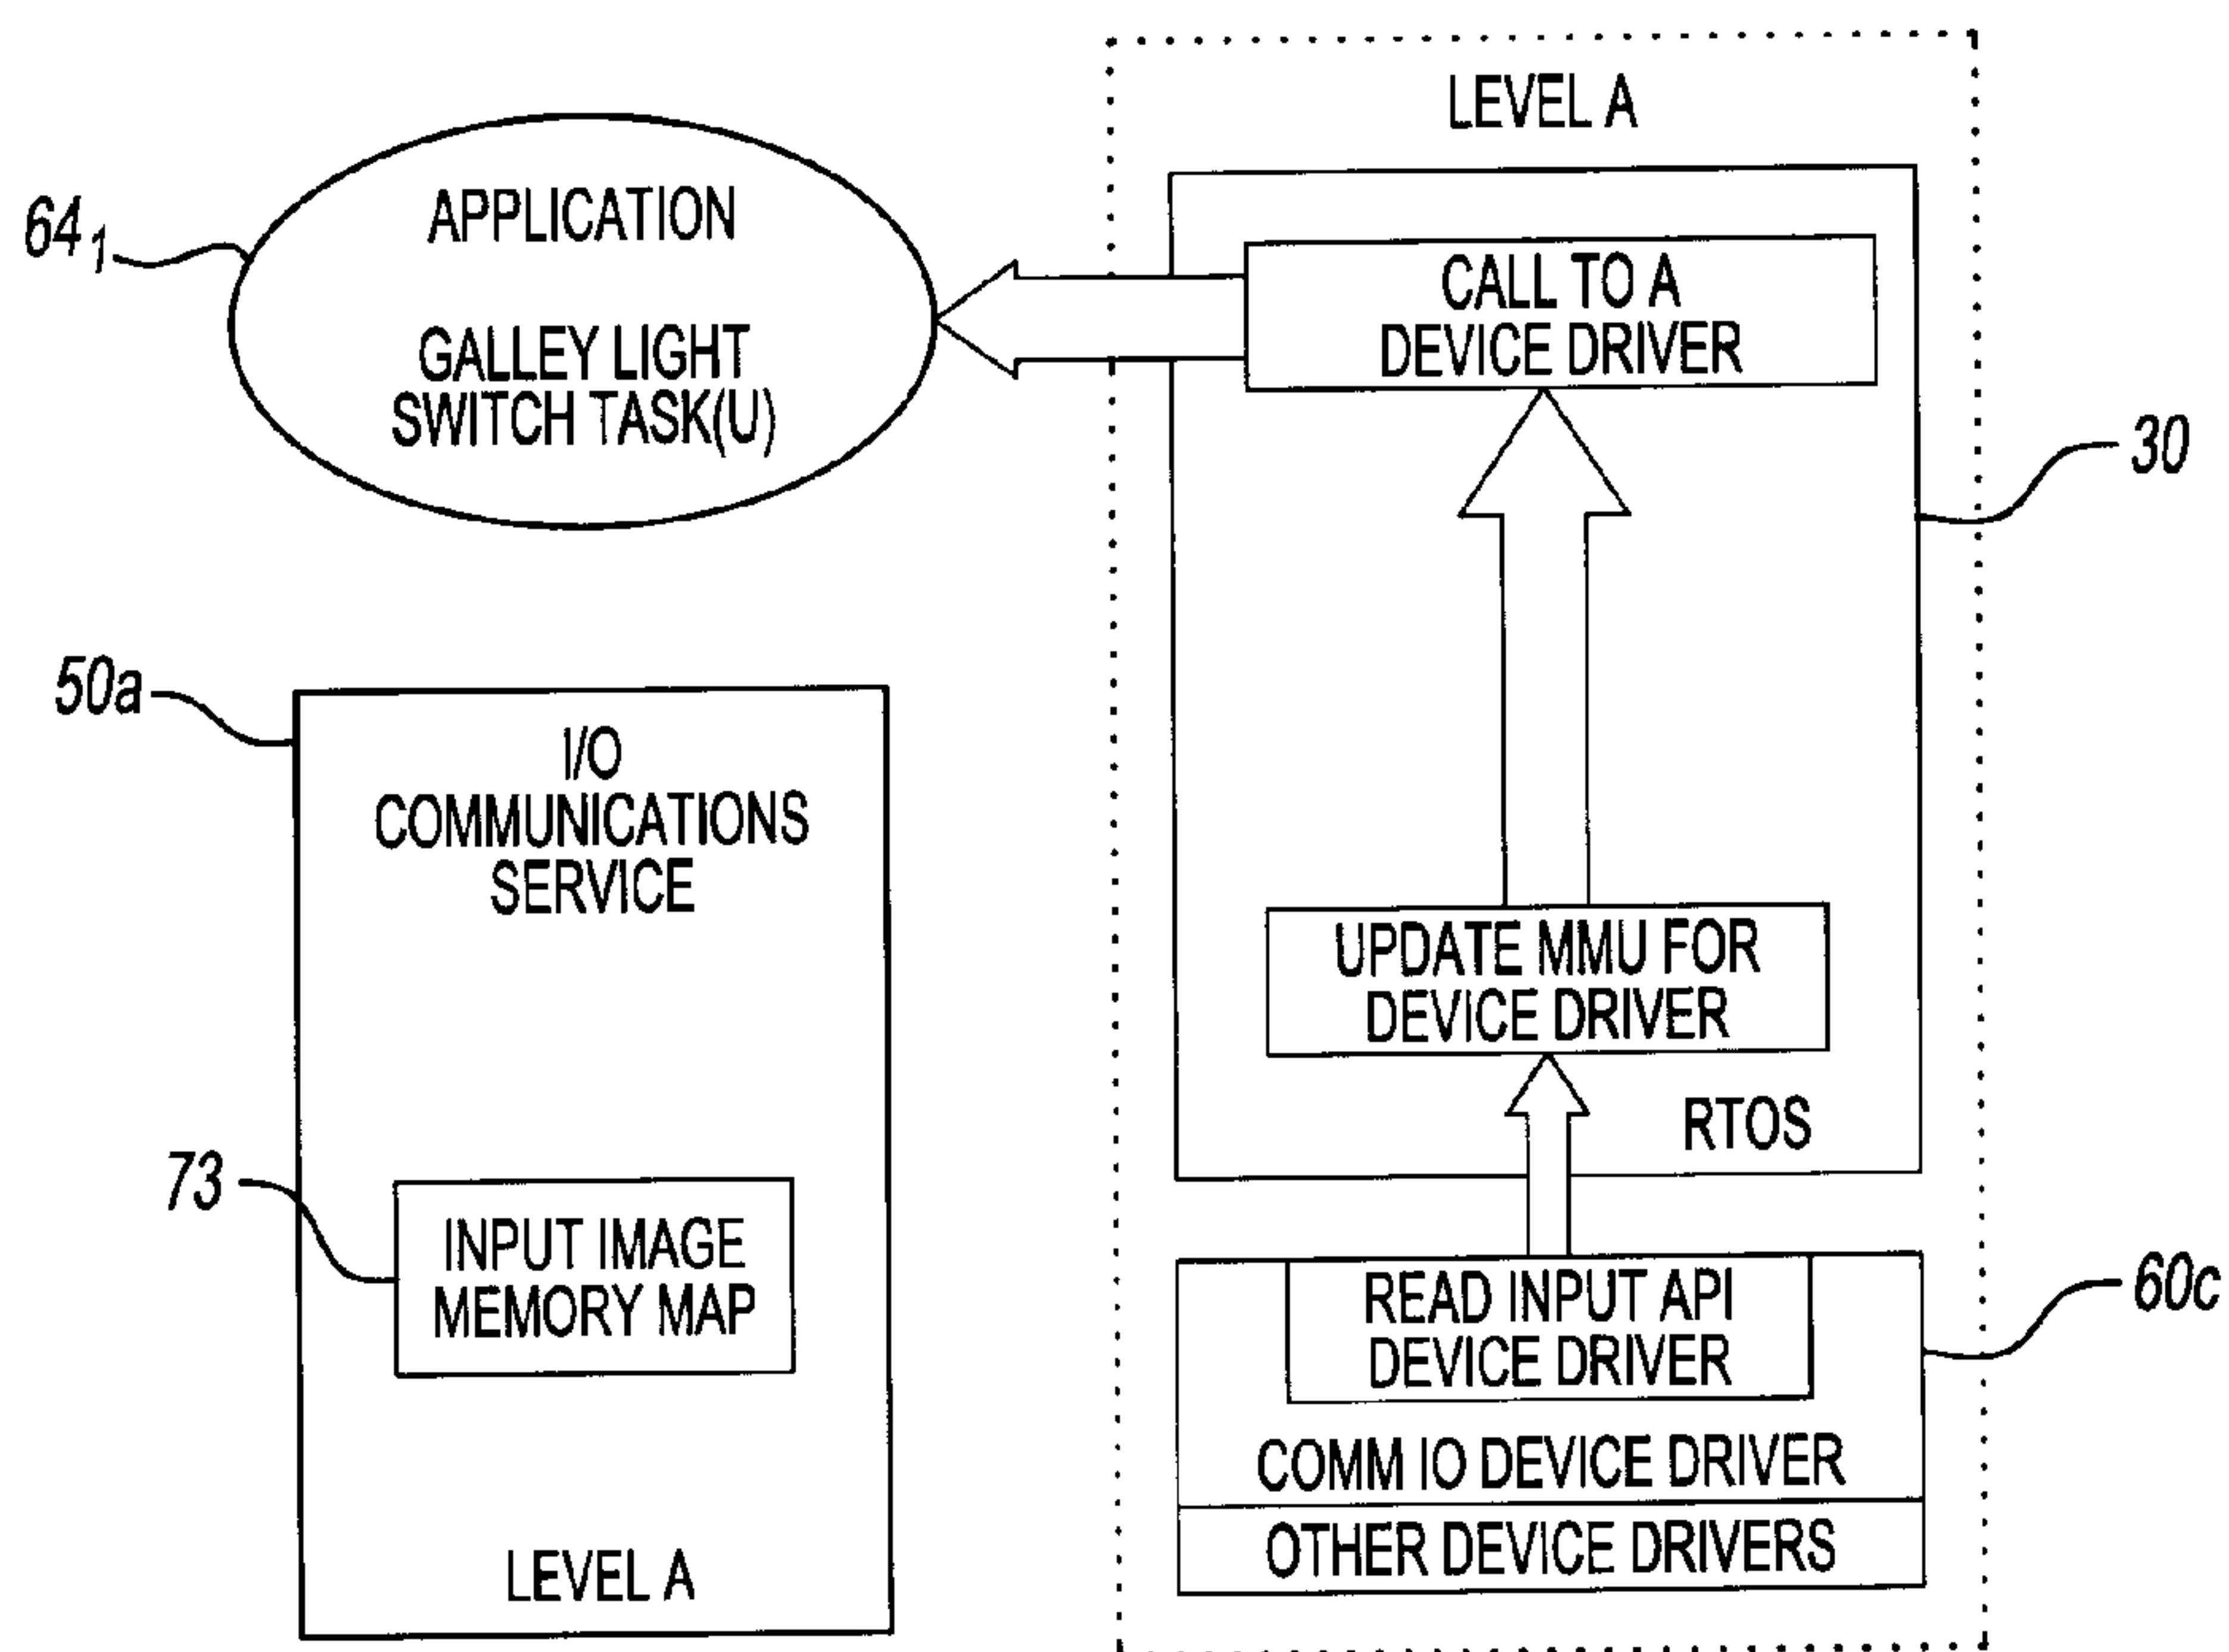 LEVEL A
64₁
APPLICATION
GALLEY LIGHT
SWITCH TASK(U)
CALL TO A
DEVICE DRIVER
30
50a
I/O
COMMUNICATIONS
SERVICE
UPDATE MMU FOR
DEVICE DRIVER
RTOS
73
INPUT IMAGE
MEMORY MAP
LEVEL A
READ INPUT API
DEVICE DRIVER
60c
COMM IO DEVICE DRIVER
OTHER DEVICE DRIVERS